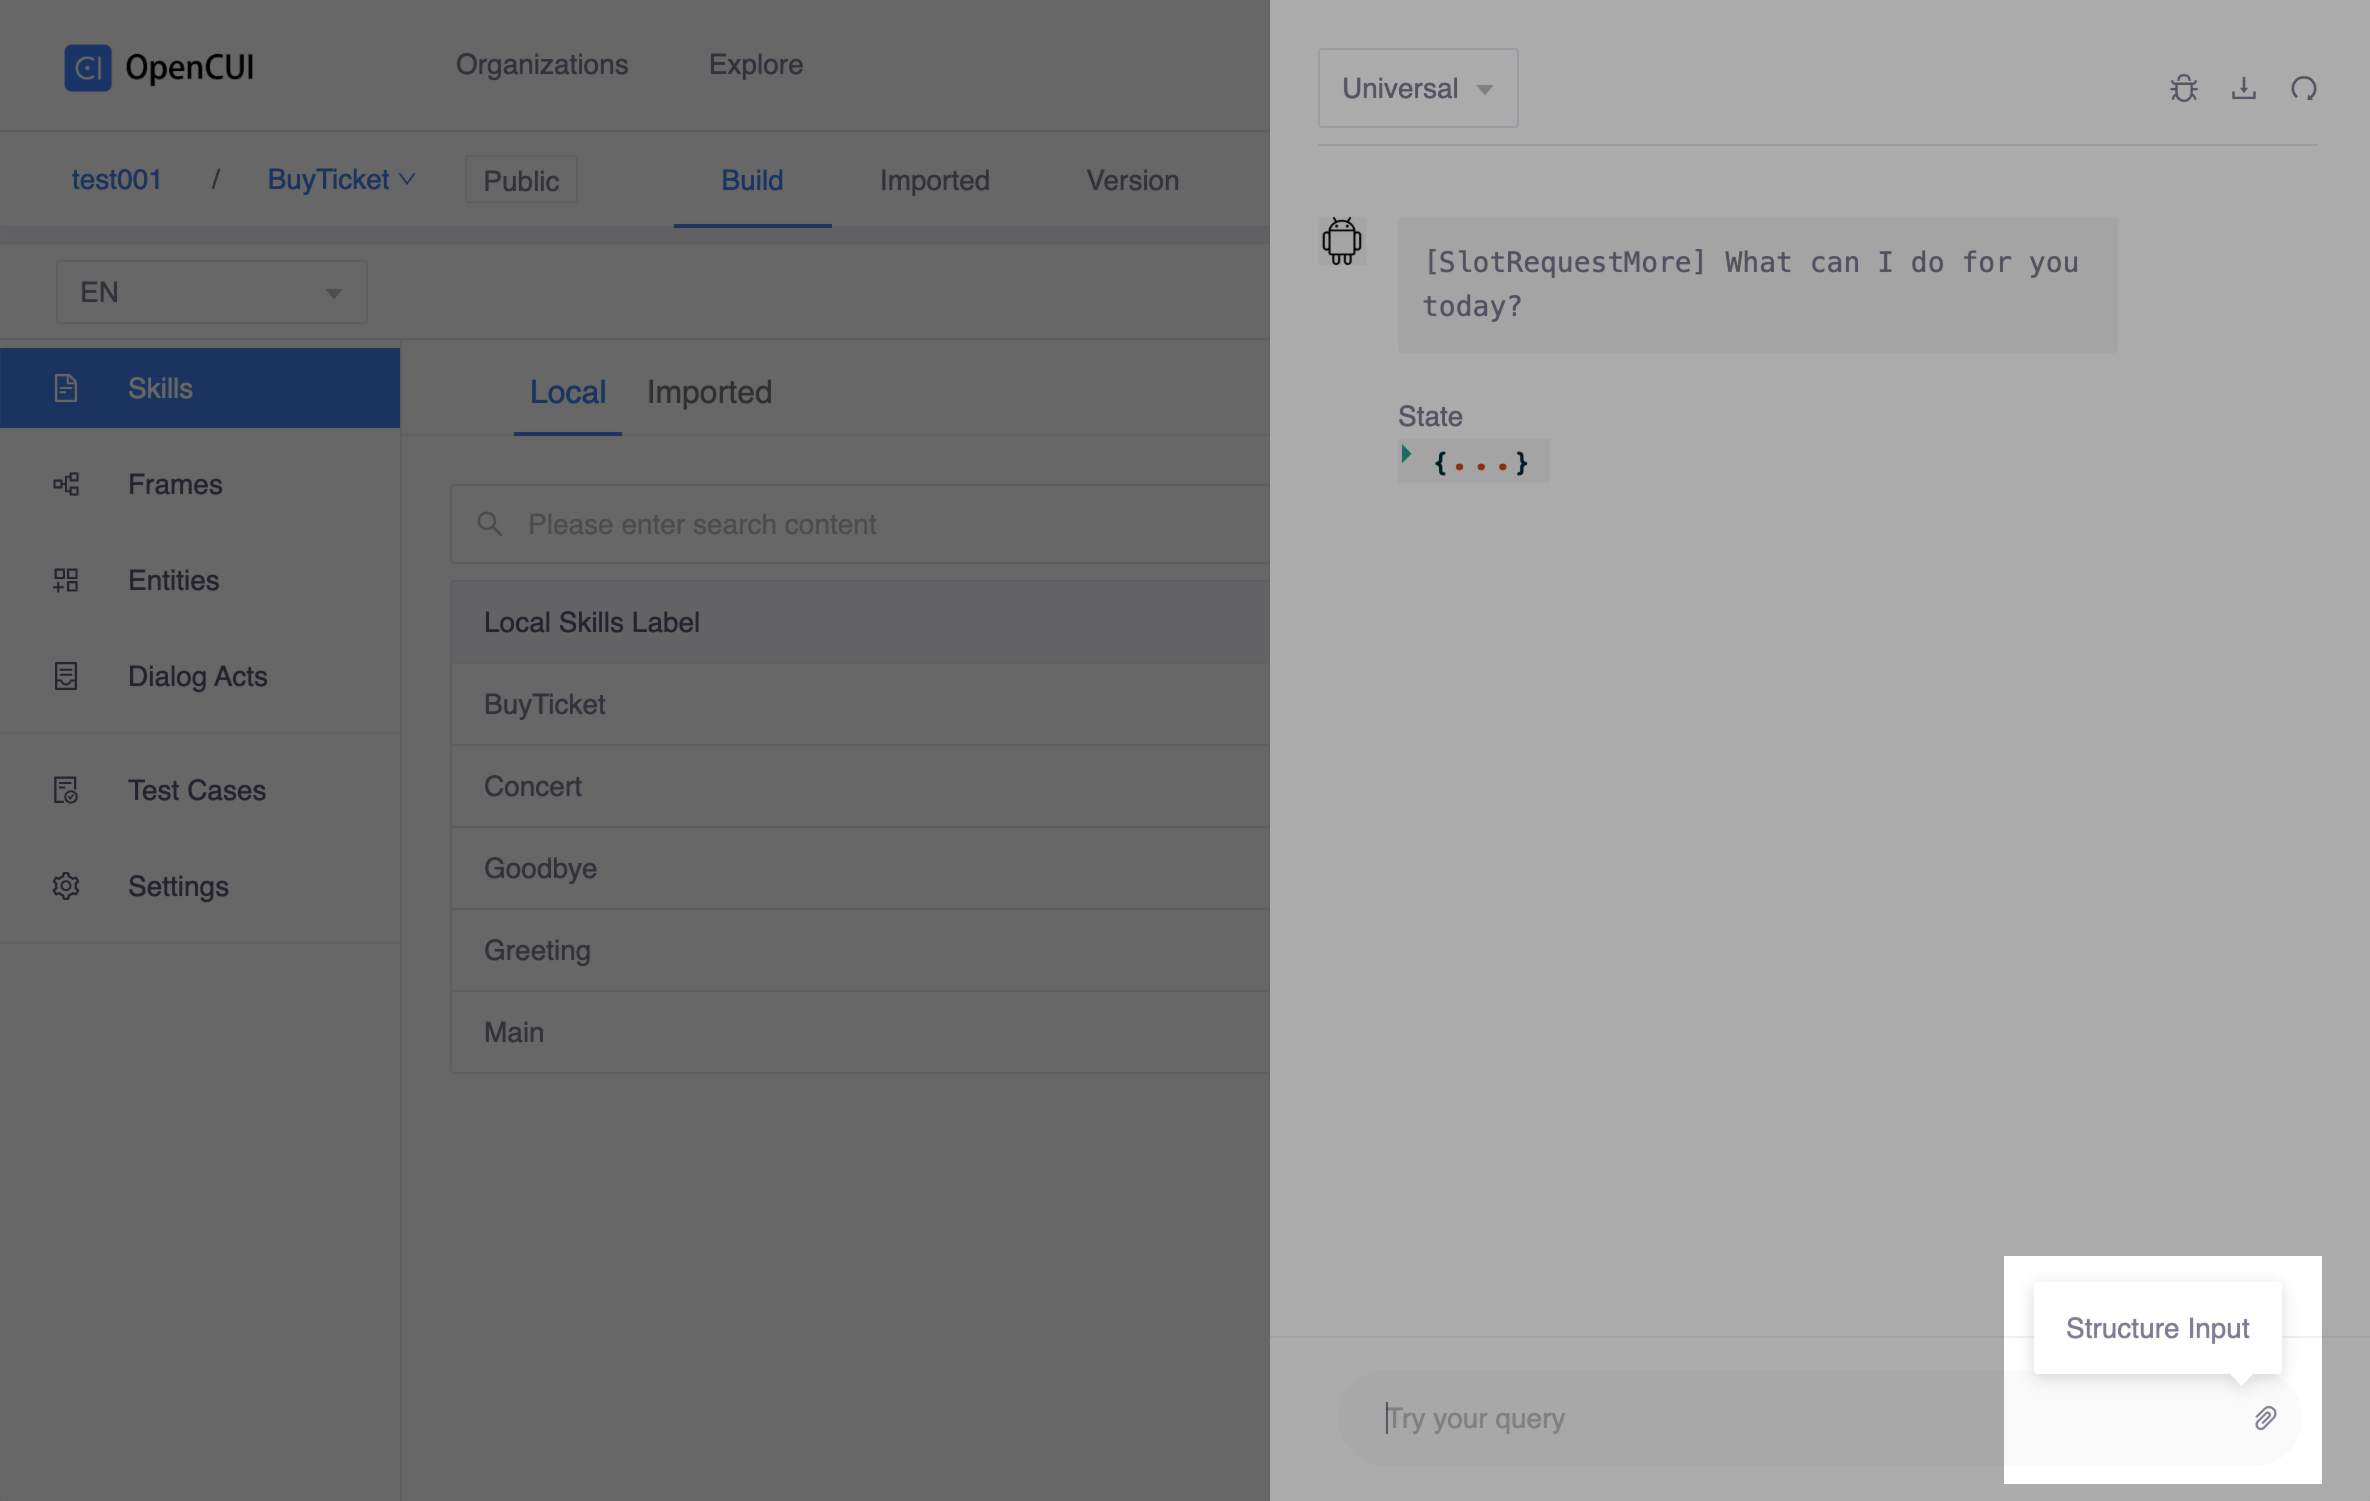 CI OpenCUI
Organizations
Explore
test001 / BuyTicket
Public
Build
Imported
Version
EN
Skills
Frames
Entities
Dialog Acts
Test Cases
Settings
Local
Imported
Please enter search content
Local Skills Label
BuyTicket
Concert
Goodbye
Greeting
Main
Universal
[SlotRequestMore] What can I do for you
today?
State
{...}
Structure Input
Try your query